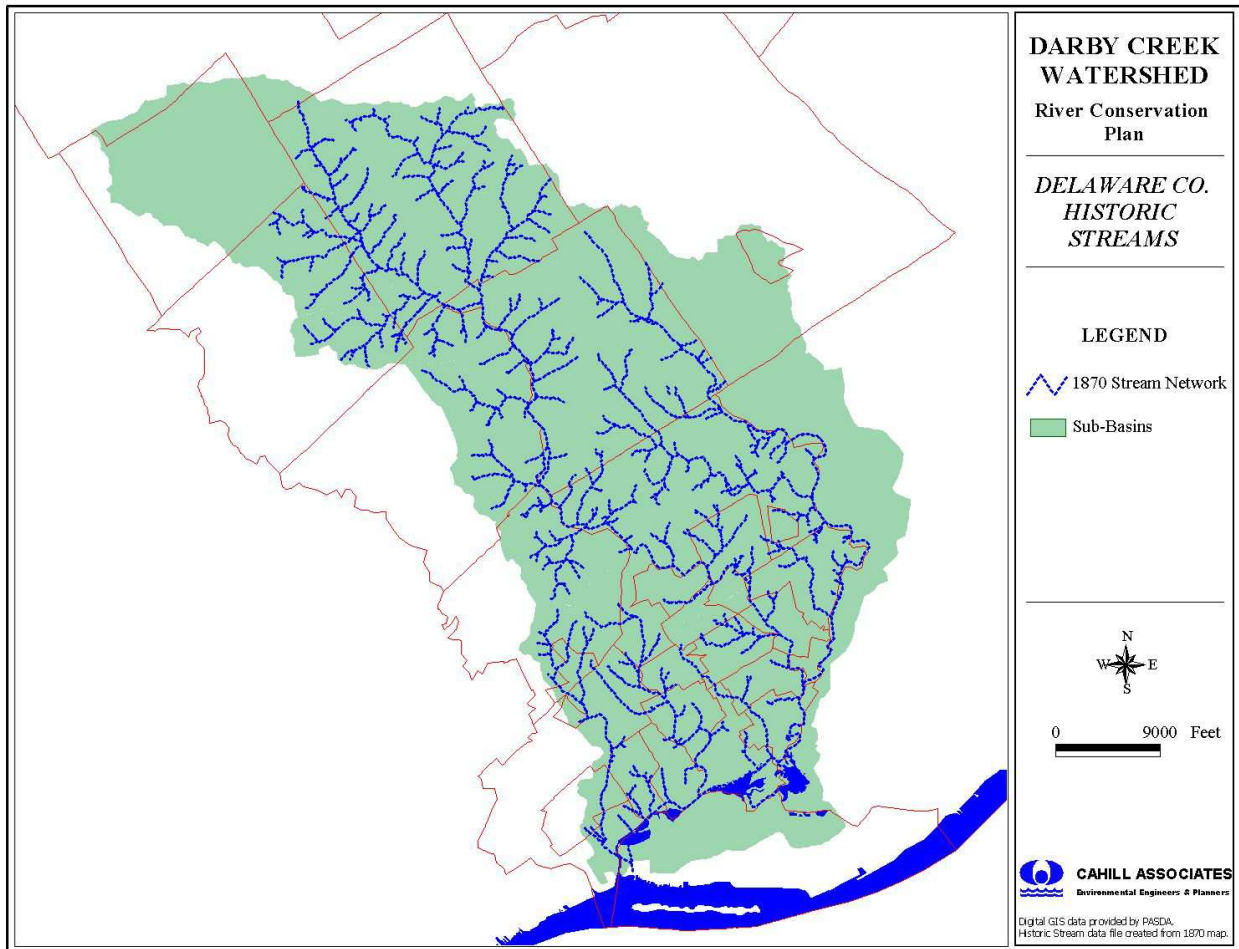 DARBY CREEK
WATERSHED
River Conservation
Plan
DELAWARE CO.
HISTORIC
STREAMS
LEGEND
1870 Stream Network
Sub-Basins
N
W E
S
0 9000 Feet
CAHILL ASSOCIATES
Environmental Engineers & Planners
Digital GIS data provided by PASDA.
Historic Stream data file created from 1870 map.